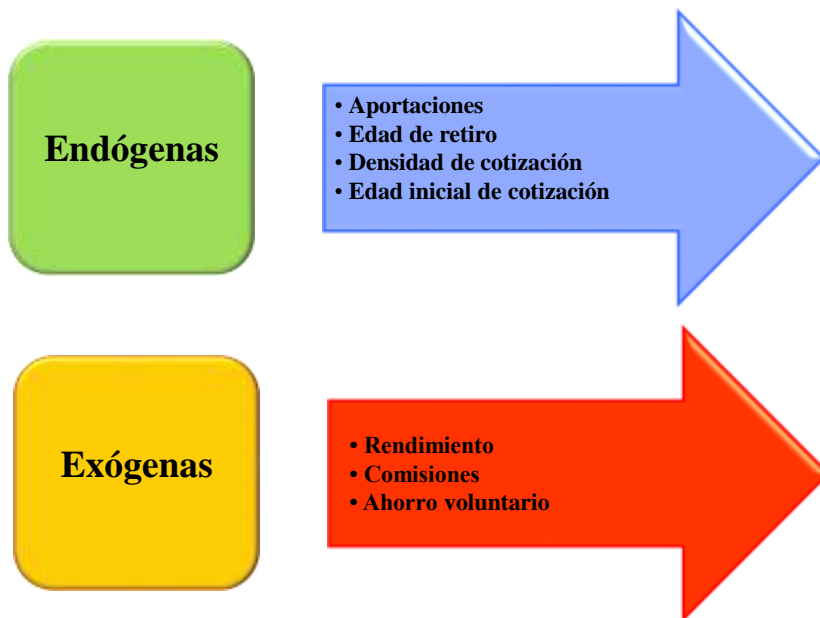 Endógenas
• Aportaciones
• Edad de retiro
• Densidad de cotización
• Edad inicial de cotización
Exógenas
• Rendimiento
• Comisiones
• Ahorro voluntario